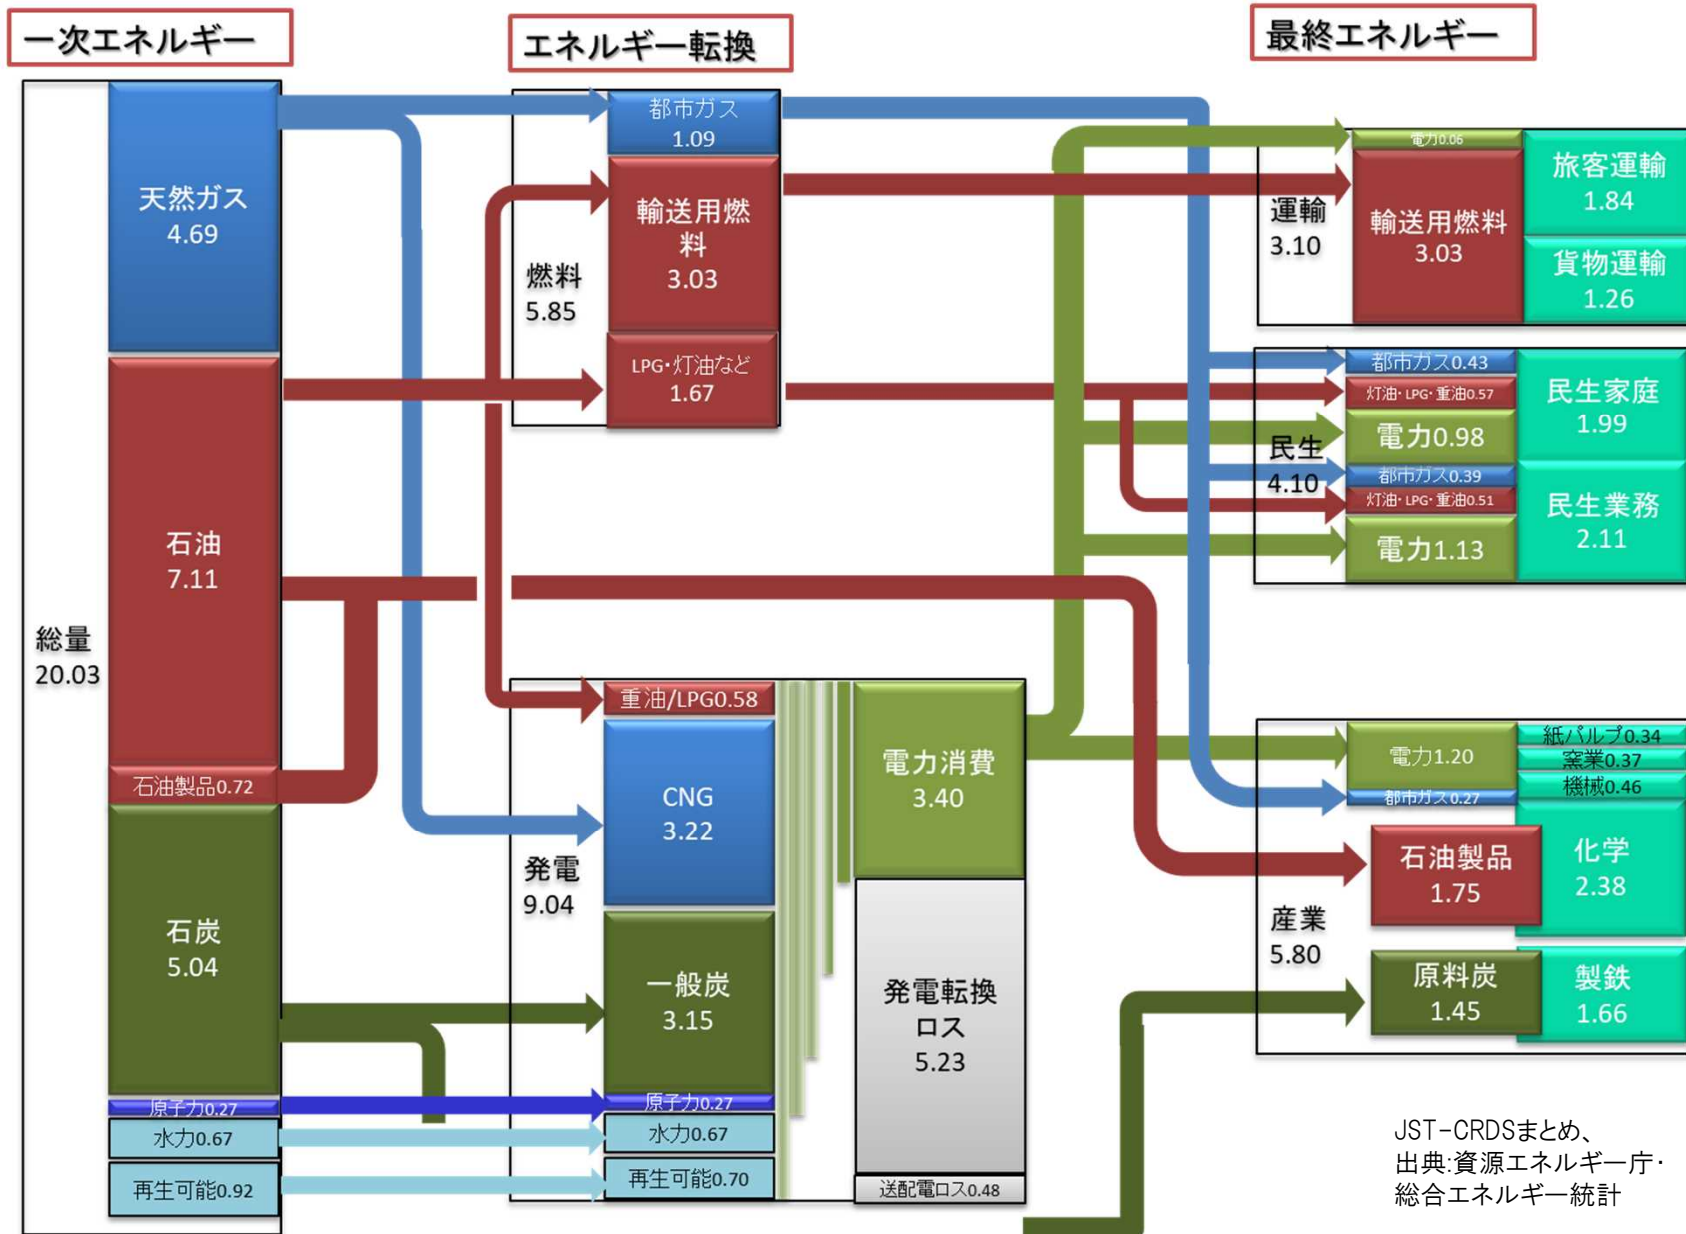 一次エネルギー
エネルギー転換
最終エネルギー
総量
20.03
天然ガス
4.69
石油
7.11
石油製品0.72
石炭
5.04
原子力0.27
水力0.67
再生可能0.92
燃料
5.85
都市ガス
1.09
輸送用燃
料
3.03
LPG・灯油など
1.67
発電
9.04
重油/LPG0.58
CNG
3.22
一般炭
3.15
原子力0.27
水力0.67
再生可能0.70
電力消費
3.40
発電転換
ロス
5.23
送配電ロス0.48
運輸
3.10
電力0.06
輸送用燃料
3.03
旅客運輸
1.84
貨物運輸
1.26
民生
4.10
都市ガス0.43
灯油・LPG・重油0.57
電力0.98
都市ガス0.39
灯油・LPG・重油0.51
電力1.13
民生家庭
1.99
民生業務
2.11
産業
5.80
電力1.20
都市ガス0.27
石油製品
1.75
原料炭
1.45
紙パルプ0.34
窯業0.37
機械0.46
化学
2.38
製鉄
1.66
JST-CRDSまとめ、
出典:資源エネルギー庁・
総合エネルギー統計